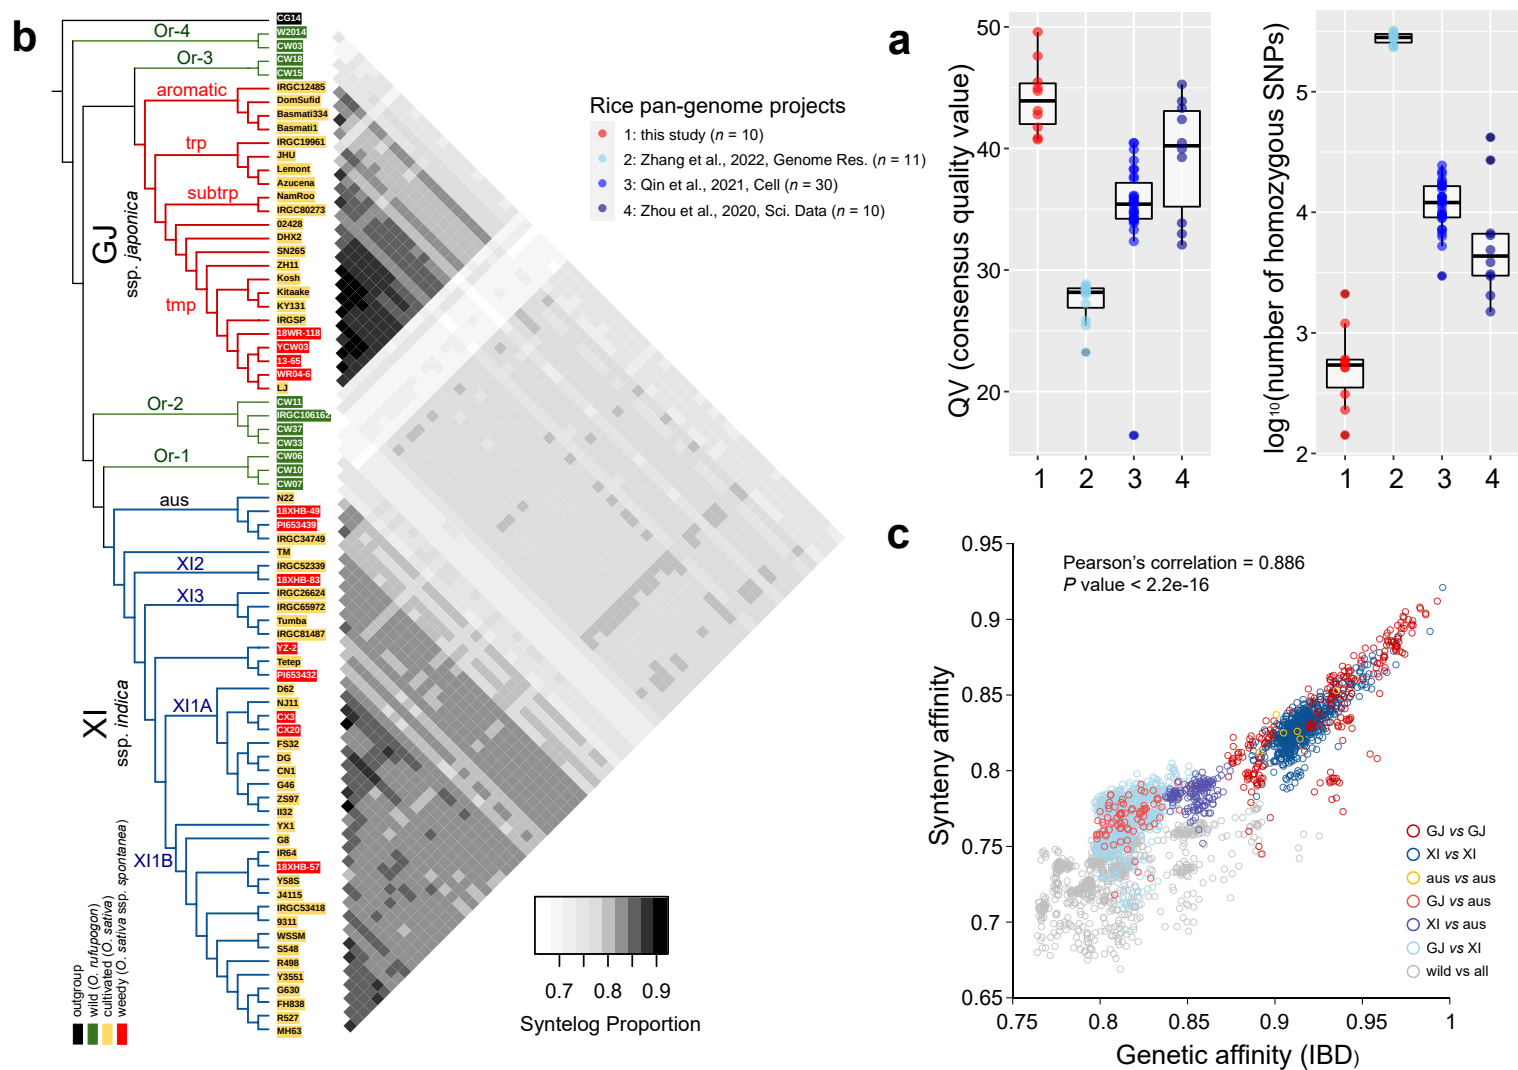 b
CG14
W2014
CW03
CW18
CW15
IRGC12485
DomSufid
Basmati334
Basmati1
IRGC19961
JHU
Lemont
Azucena
NamRoo
IRGC80273
02428
DHX2
SN265
ZH11
Kosh
Kitaake
KY131
IRGSP
18WR-118
YCW03
13-65
WR04-6
LJ
CW11
IRGC106162
CW37
CW33
CW06
CW10
CW07
N22
18XHB-49
PI653439
IRGC34749
TM
IRGC52339
18XHB-83
IRGC26624
IRGC65972
Tumba
IRGC81487
YZ-2
Tetep
PI653432
D62
NJ11
CX3
CX20
FS32
DG
CN1
G46
ZS97
II32
YX1
G8
IR64
18XHB-57
Y58S
J4115
IRGC53418
9311
WSSM
S548
R498
Y3551
G630
FH838
R527
MH63
Or-4
Or-3
aromatic
trp
subtrp
tmp
Or-2
Or-1
aus
XI2
XI3
XI1A
XI1B
GJ
ssp. japonica
XI
ssp. indica
outgroup
wild (O. rufupogon)
cultivated (O. sativa)
weedy (O. sativa ssp. spontanea)
0.7 0.8 0.9
Syntelog Proportion
Rice pan-genome projects
1: this study (n = 10)
2: Zhang et al., 2022, Genome Res. (n = 11)
3: Qin et al., 2021, Cell (n = 30)
4: Zhou et al., 2020, Sci. Data (n = 10)
a
QV (consensus quality value)
50
40
30
20
1 2 3 4
log10(number of homozygous SNPs)
5
4
3
2
1 2 3 4
c
Pearson's correlation = 0.886
P value < 2.2e-16
Synteny affinity
0.95
0.9
0.85
0.8
0.75
0.7
0.65
0.75 0.8 0.85 0.9 0.95 1
Genetic affinity (IBD)
GJ vs GJ
XI vs XI
aus vs aus
GJ vs aus
XI vs aus
GJ vs XI
wild vs all